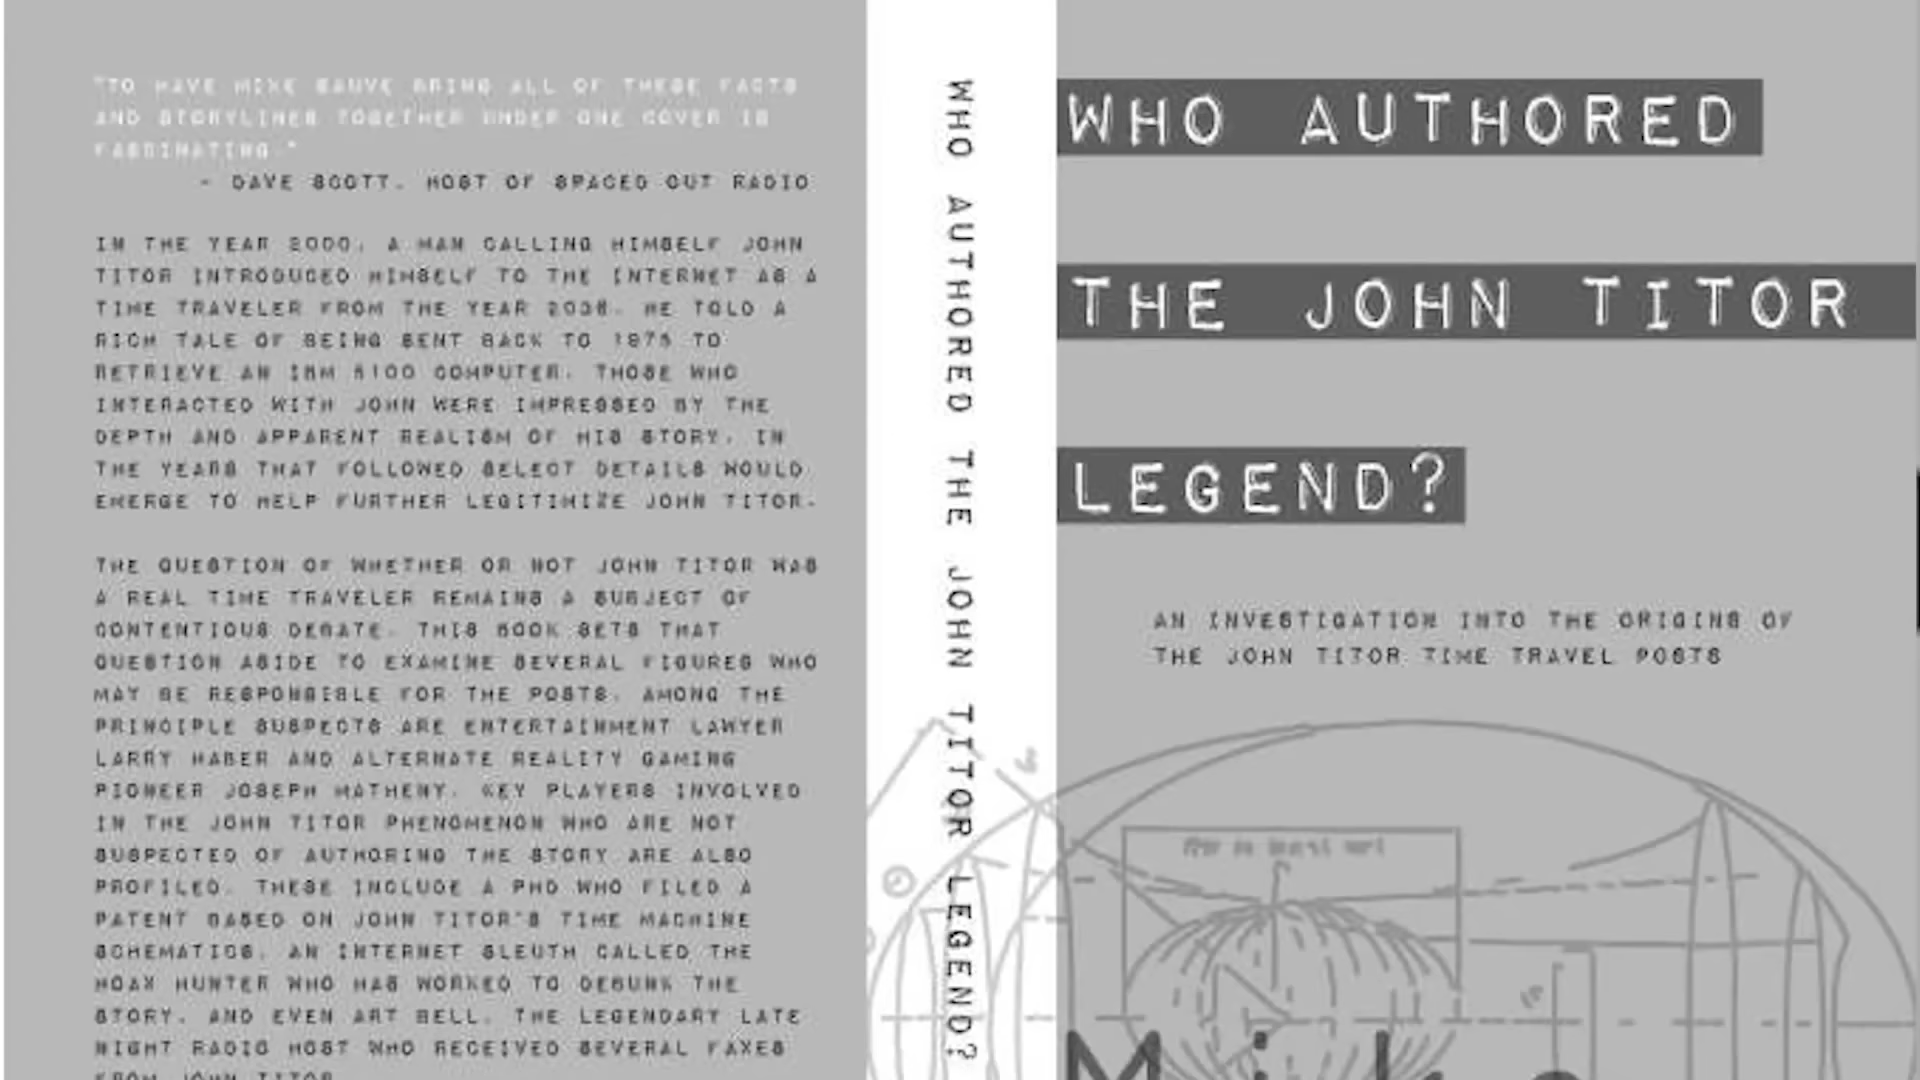 "TO HAVE MIKE SAUVE BRING ALL OF THESE FACTS
AND STORYLINES TOGETHER UNDER ONE COVER IS
FASCINATING."
- DAVE SCOTT, HOST OF SPACED OUT RADIO
IN THE YEAR 2000, A MAN CALLING HIMSELF JOHN
TITOR INTRODUCED HIMSELF TO THE INTERNET AS A
TIME TRAVELER FROM THE YEAR 2036. HE TOLD A
RICH TALE OF BEING SENT BACK TO 1975 TO
RETRIEVE AN IBM 5100 COMPUTER. THOSE WHO
INTERACTED WITH JOHN WERE IMPRESSED BY THE
DEPTH AND APPARENT REALISM OF HIS STORY. IN
THE YEARS THAT FOLLOWED SELECT DETAILS WOULD
EMERGE TO HELP FURTHER LEGITIMIZE JOHN TITOR.
THE QUESTION OF WHETHER OR NOT JOHN TITOR WAS
A REAL TIME TRAVELER REMAINS A SUBJECT OF
CONTENTIOUS DEBATE. THIS BOOK SETS THAT
QUESTION ASIDE TO EXAMINE SEVERAL FIGURES WHO
MAY BE RESPONSIBLE FOR THE POSTS. AMONG THE
PRINCIPLE SUSPECTS ARE ENTERTAINMENT LAWYER
LARRY HABER AND ALTERNATE REALITY GAMING
PIONEER JOSEPH MATHENY. KEY PLAYERS INVOLVED
IN THE JOHN TITOR PHENOMENON WHO ARE NOT
SUSPECTED OF AUTHORING THE STORY ARE ALSO
PROFILED. THESE INCLUDE A PHD WHO FILED A
PATENT BASED ON JOHN TITOR'S TIME MACHINE
SCHEMATICS, AN INTERNET SLEUTH CALLED THE
HOAX HUNTER WHO HAS WORKED TO DEBUNK THE
STORY, AND EVEN ART BELL, THE LEGENDARY LATE
NIGHT RADIO HOST WHO RECEIVED SEVERAL FAXES
FROM JOHN TITOR
WHO AUTHORED THE JOHN TITOR LEGEND?
WHO AUTHORED
THE JOHN TITOR
LEGEND?
AN INVESTIGATION INTO THE ORIGINS OF
THE JOHN TITOR TIME TRAVEL POSTS